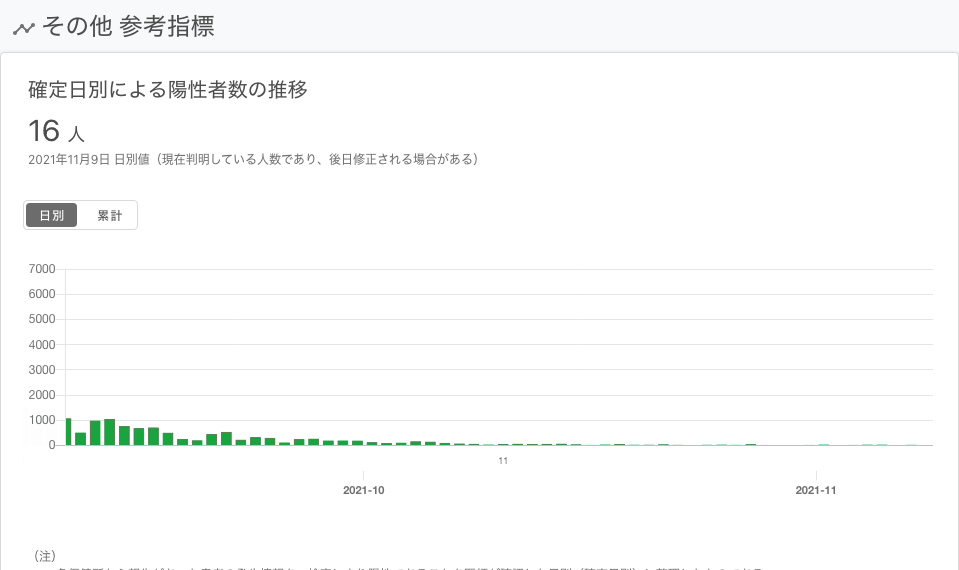 その他 参考指標
確定日別による陽性者数の推移
16 人
2021年11月9日 日別値（現在判明している人数であり、後日修正される場合がある）
日別 累計
7000
6000
5000
4000
3000
2000
1000
0
11
2021-10 2021-11
（注）